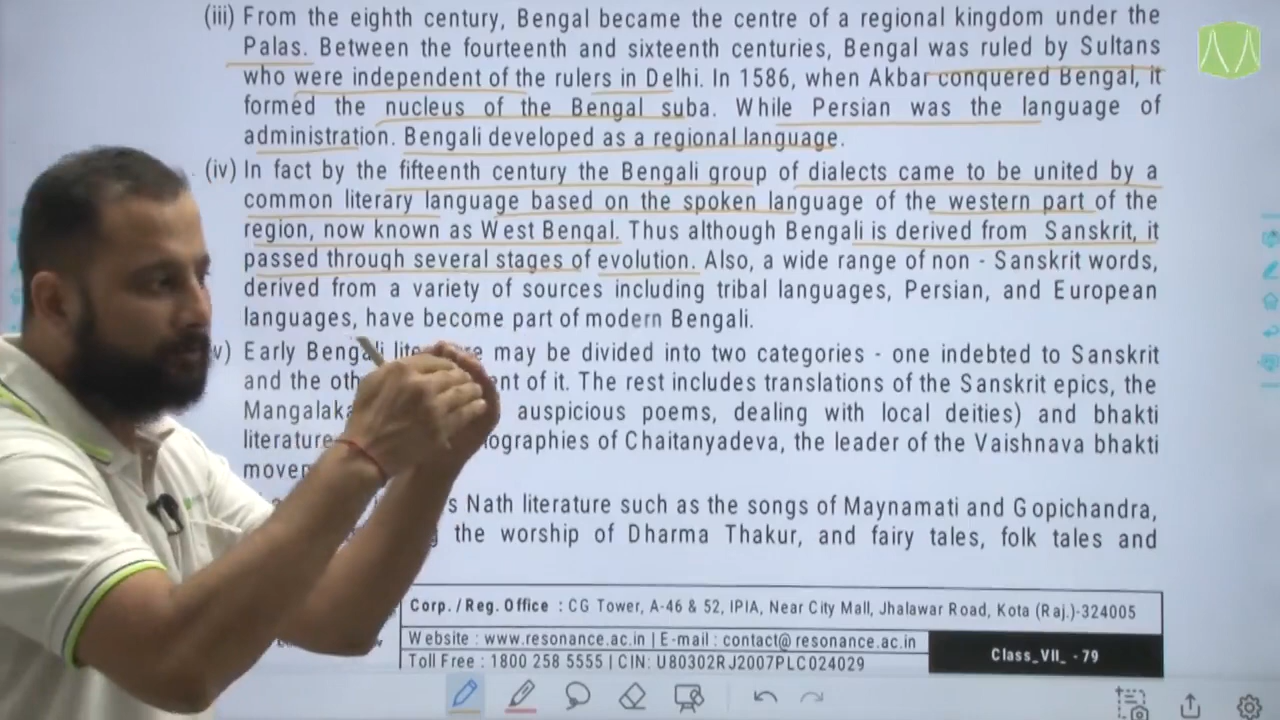 (iii) From the eighth century, Bengal became the centre of a regional kingdom under the
Palas. Between the fourteenth and sixteenth centuries, Bengal was ruled by Sultans
who were independent of the rulers in Delhi. In 1586, when Akbar conquered Bengal, it
formed the nucleus of the Bengal suba. While Persian was the language of
administration. Bengali developed as a regional language.
(iv) In fact by the fifteenth century the Bengali group of dialects came to be united by a
common literary language based on the spoken language of the western part of the
region, now known as West Bengal. Thus although Bengali is derived from Sanskrit, it
passed through several stages of evolution. Also, a wide range of non - Sanskrit words,
derived from a variety of sources including tribal languages, Persian, and European
languages, have become part of modern Bengali.
v) Early Bengali may be divided into two categories - one indebted to Sanskrit
and the of it. The rest includes translations of the Sanskrit epics, the
auspicious poems, dealing with local deities) and bhakti
literature of Chaitanyadeva, the leader of the Vaishnava bhakti
Nath literature such as the songs of Maynamati and Gopichandra,
the worship of Dharma Thakur, and fairy tales, folk tales and
Corp. / Reg. Office : CG Tower, A-46 & 52, IPIA, Near City Mall, Jhalawar Road, Kota (Raj.)-324005
Website : www.resonance.ac.in | E-mail : contact@resonance.ac.in
Toll Free : 1800 258 5555 | CIN: U80302RJ2007PLC024029
Class_VII_ - 79